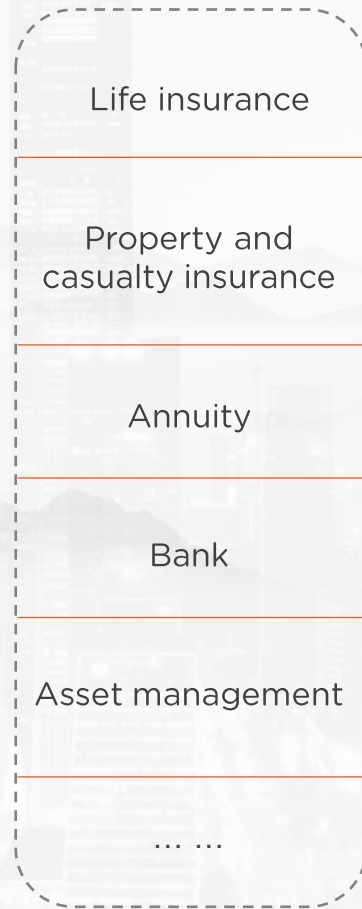 Life insurance
Property and
casualty insurance
Annuity
Bank
Asset management
... ...